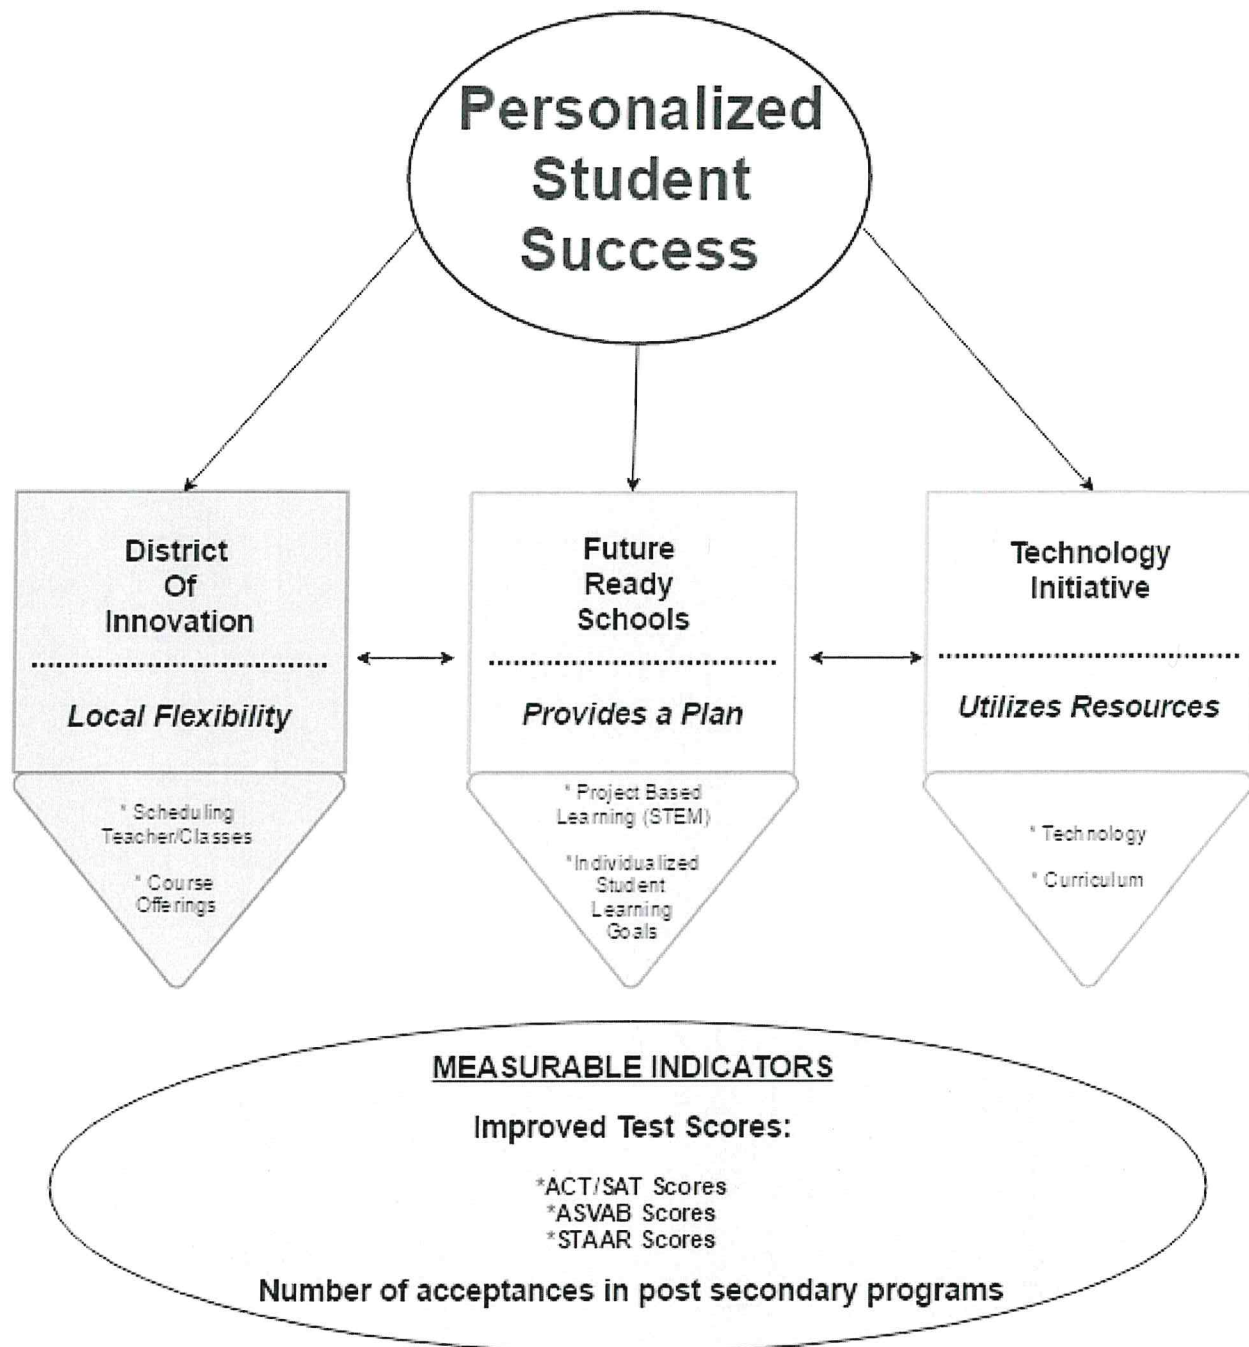 Personalized
Student
Success
District
Of
Innovation
Local Flexibility
* Scheduling
Teacher/Classes
* Course
Offerings
Future
Ready
Schools
Provides a Plan
* Project Based
Learning (STEM)
*Individualized
Student
Learning
Goals
Technology
Initiative
Utilizes Resources
* Technology
* Curriculum
MEASURABLE INDICATORS
Improved Test Scores:
*ACT/SAT Scores
*ASVAB Scores
*STAAR Scores
Number of acceptances in post secondary programs